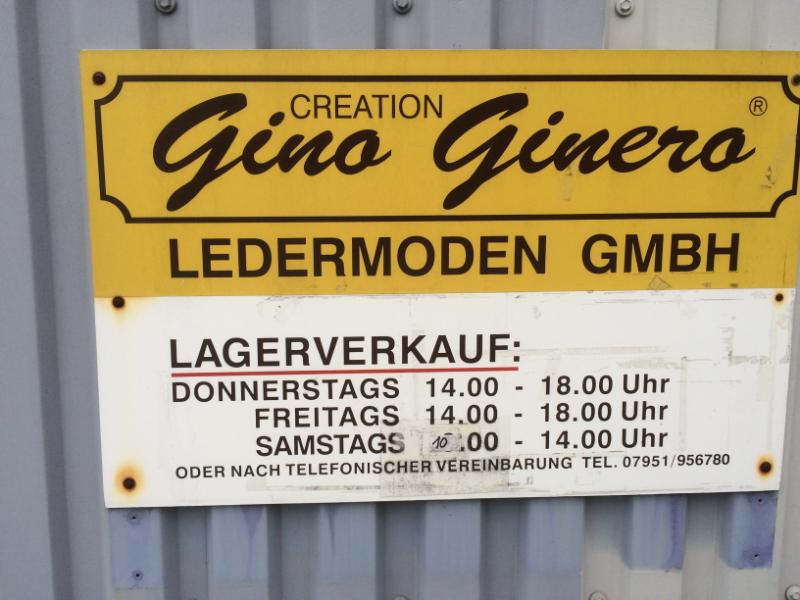 CREATION
Gino Ginero ®
LEDERMODEN GMBH
LAGERVERKAUF:
DONNERSTAGS 14.00 - 18.00 Uhr
FREITAGS 14.00 - 18.00 Uhr
SAMSTAGS 10.00 - 14.00 Uhr
ODER NACH TELEFONISCHER VEREINBARUNG TEL. 07951/956780